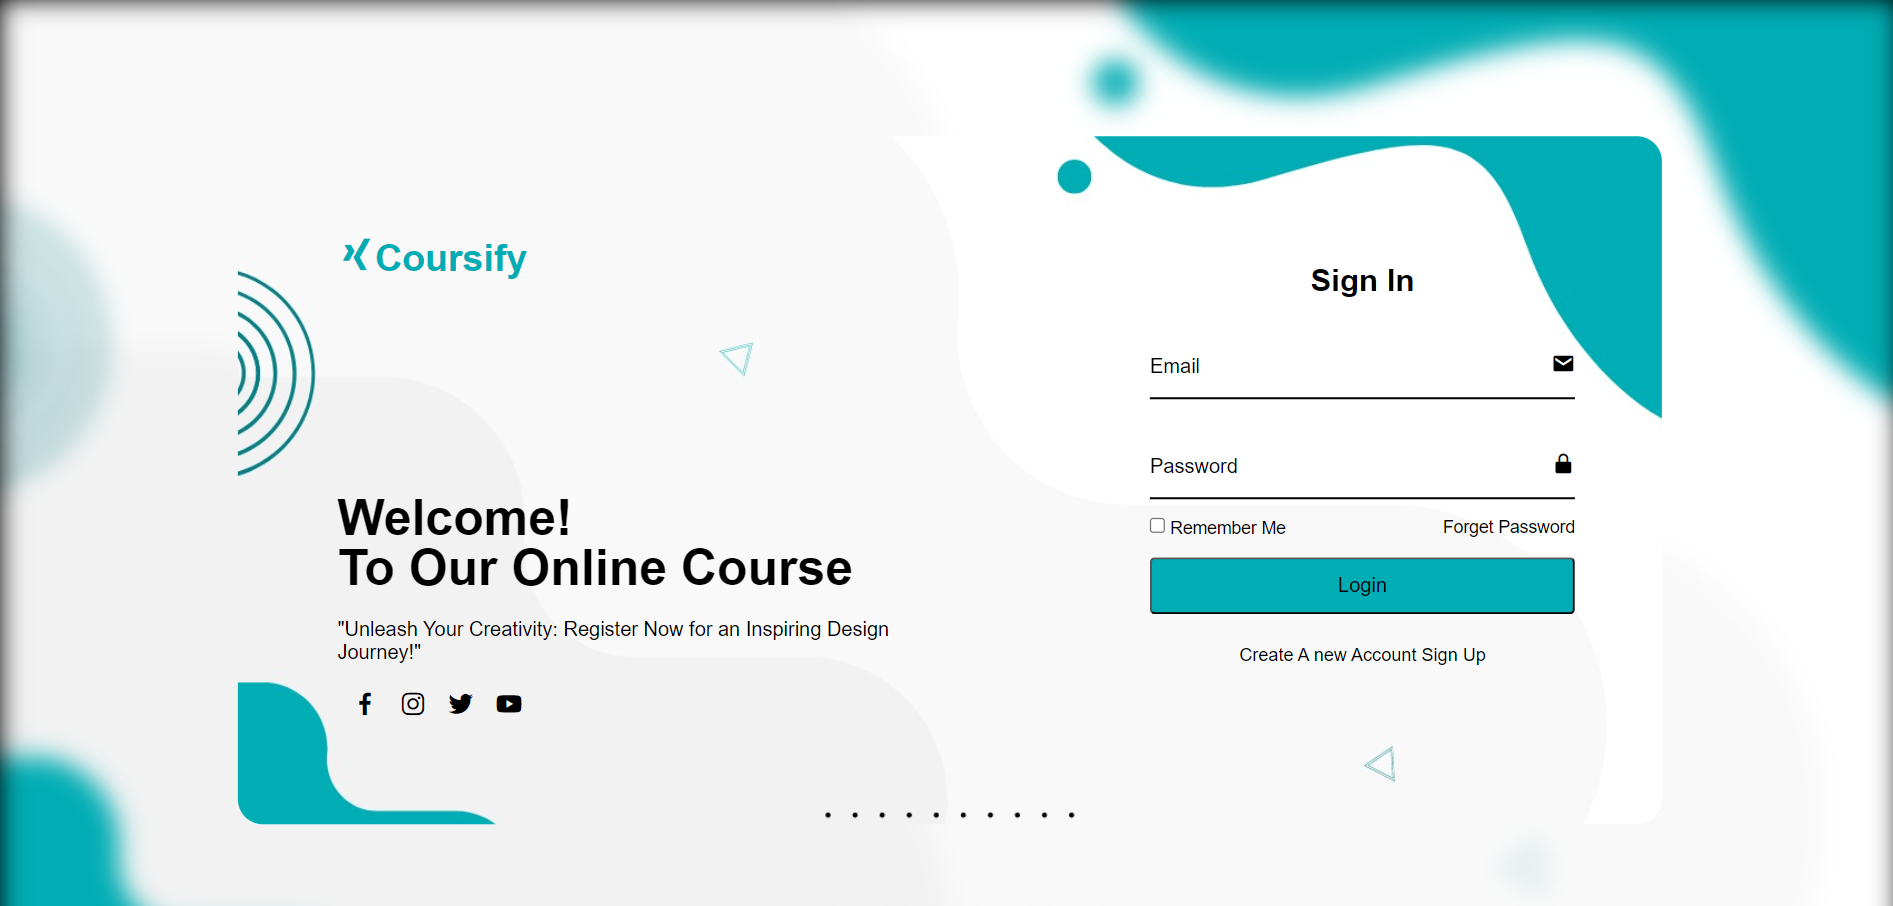 Coursify
Welcome!
To Our Online Course
"Unleash Your Creativity: Register Now for an Inspiring Design
Journey!"
Sign In
Email
Password
Remember Me
Forget Password
Login
Create A new Account Sign Up